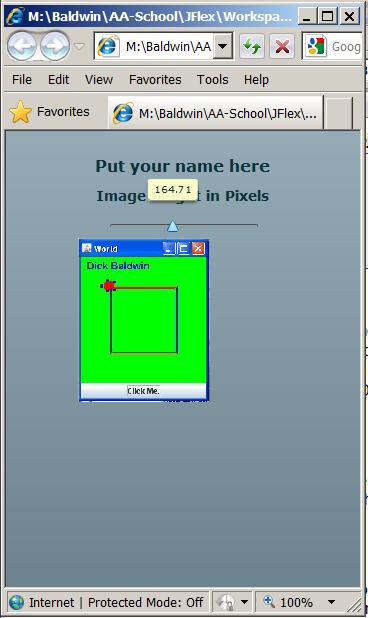 M:\Baldwin\AA-School\JFlex\Workspa...
M:\Baldwin\AA
Goog
File Edit View Favorites Tools Help
Favorites
M:\Baldwin\AA-School\JFlex\...
Put your name here
164.71
Image t in Pixels
World
Dick Baldwin
Click Me.
Internet | Protected Mode: Off
100%